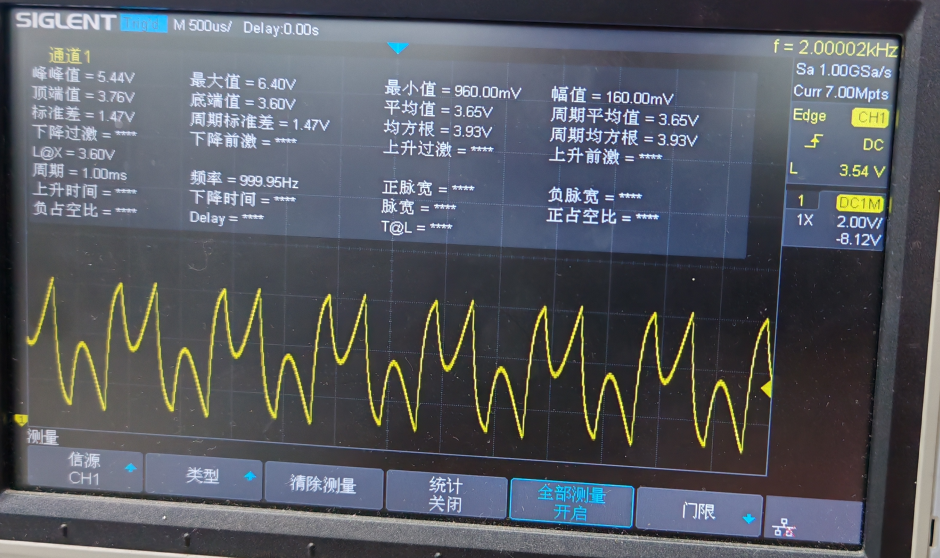 SIGLENT M 500us/ Delay:0.00s
f = 2.00002kHz
Sa 1.00GSa/s
Curr 7.00Mpts
Edge CH1
DC
L 3.54 V
1 DC1M
1X 2.00V/
-8.12V
通道1
峰峰值 = 5.44V 最大值 = 6.40V 最小值 = 960.00mV 幅值 = 160.00mV
顶端值 = 3.76V 底端值 = 3.60V 平均值 = 3.65V 周期平均值 = 3.65V
标准差 = 1.47V 周期标准差 = 1.47V 均方根 = 3.93V 周期均方根 = 3.93V
下降过激 = **** 下降前激 = **** 上升过激 = **** 上升前激 = ****
L@X = 3.60V
周期 = 1.00ms 频率 = 999.95Hz 正脉宽 = **** 负脉宽 = ****
上升时间 = **** 下降时间 = **** 脉宽 = **** 正占空比 = ****
负占空比 = **** Delay = **** T@L = ****
测量
信源
CH1
类型
清除测量
统计
关闭
全部测量
开启
门限